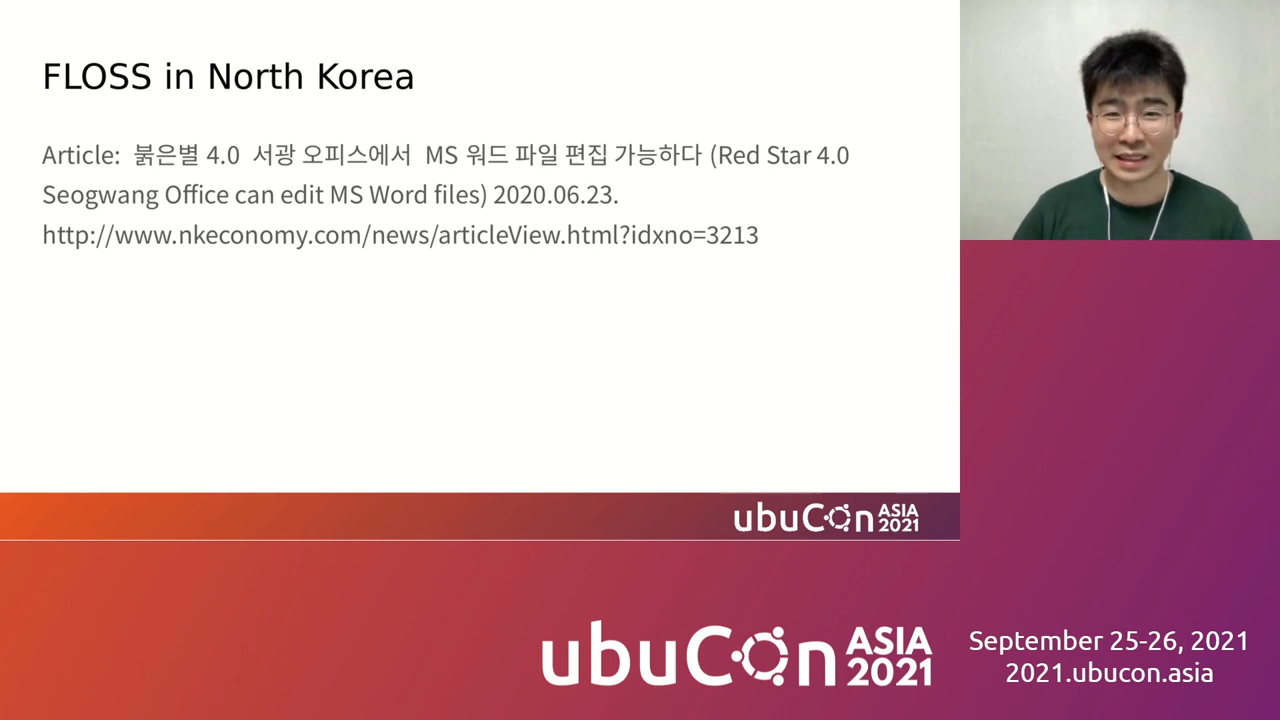 FLOSS in North Korea
Article: 붉은별 4.0 서광 오피스에서 MS 워드 파일 편집 가능하다 (Red Star 4.0
Seogwang Office can edit MS Word files) 2020.06.23.
http://www.nkeconomy.com/news/articleView.html?idxno=3213
ubuCon ASIA 2021
ubuCon ASIA 2021
September 25-26, 2021
2021.ubucon.asia